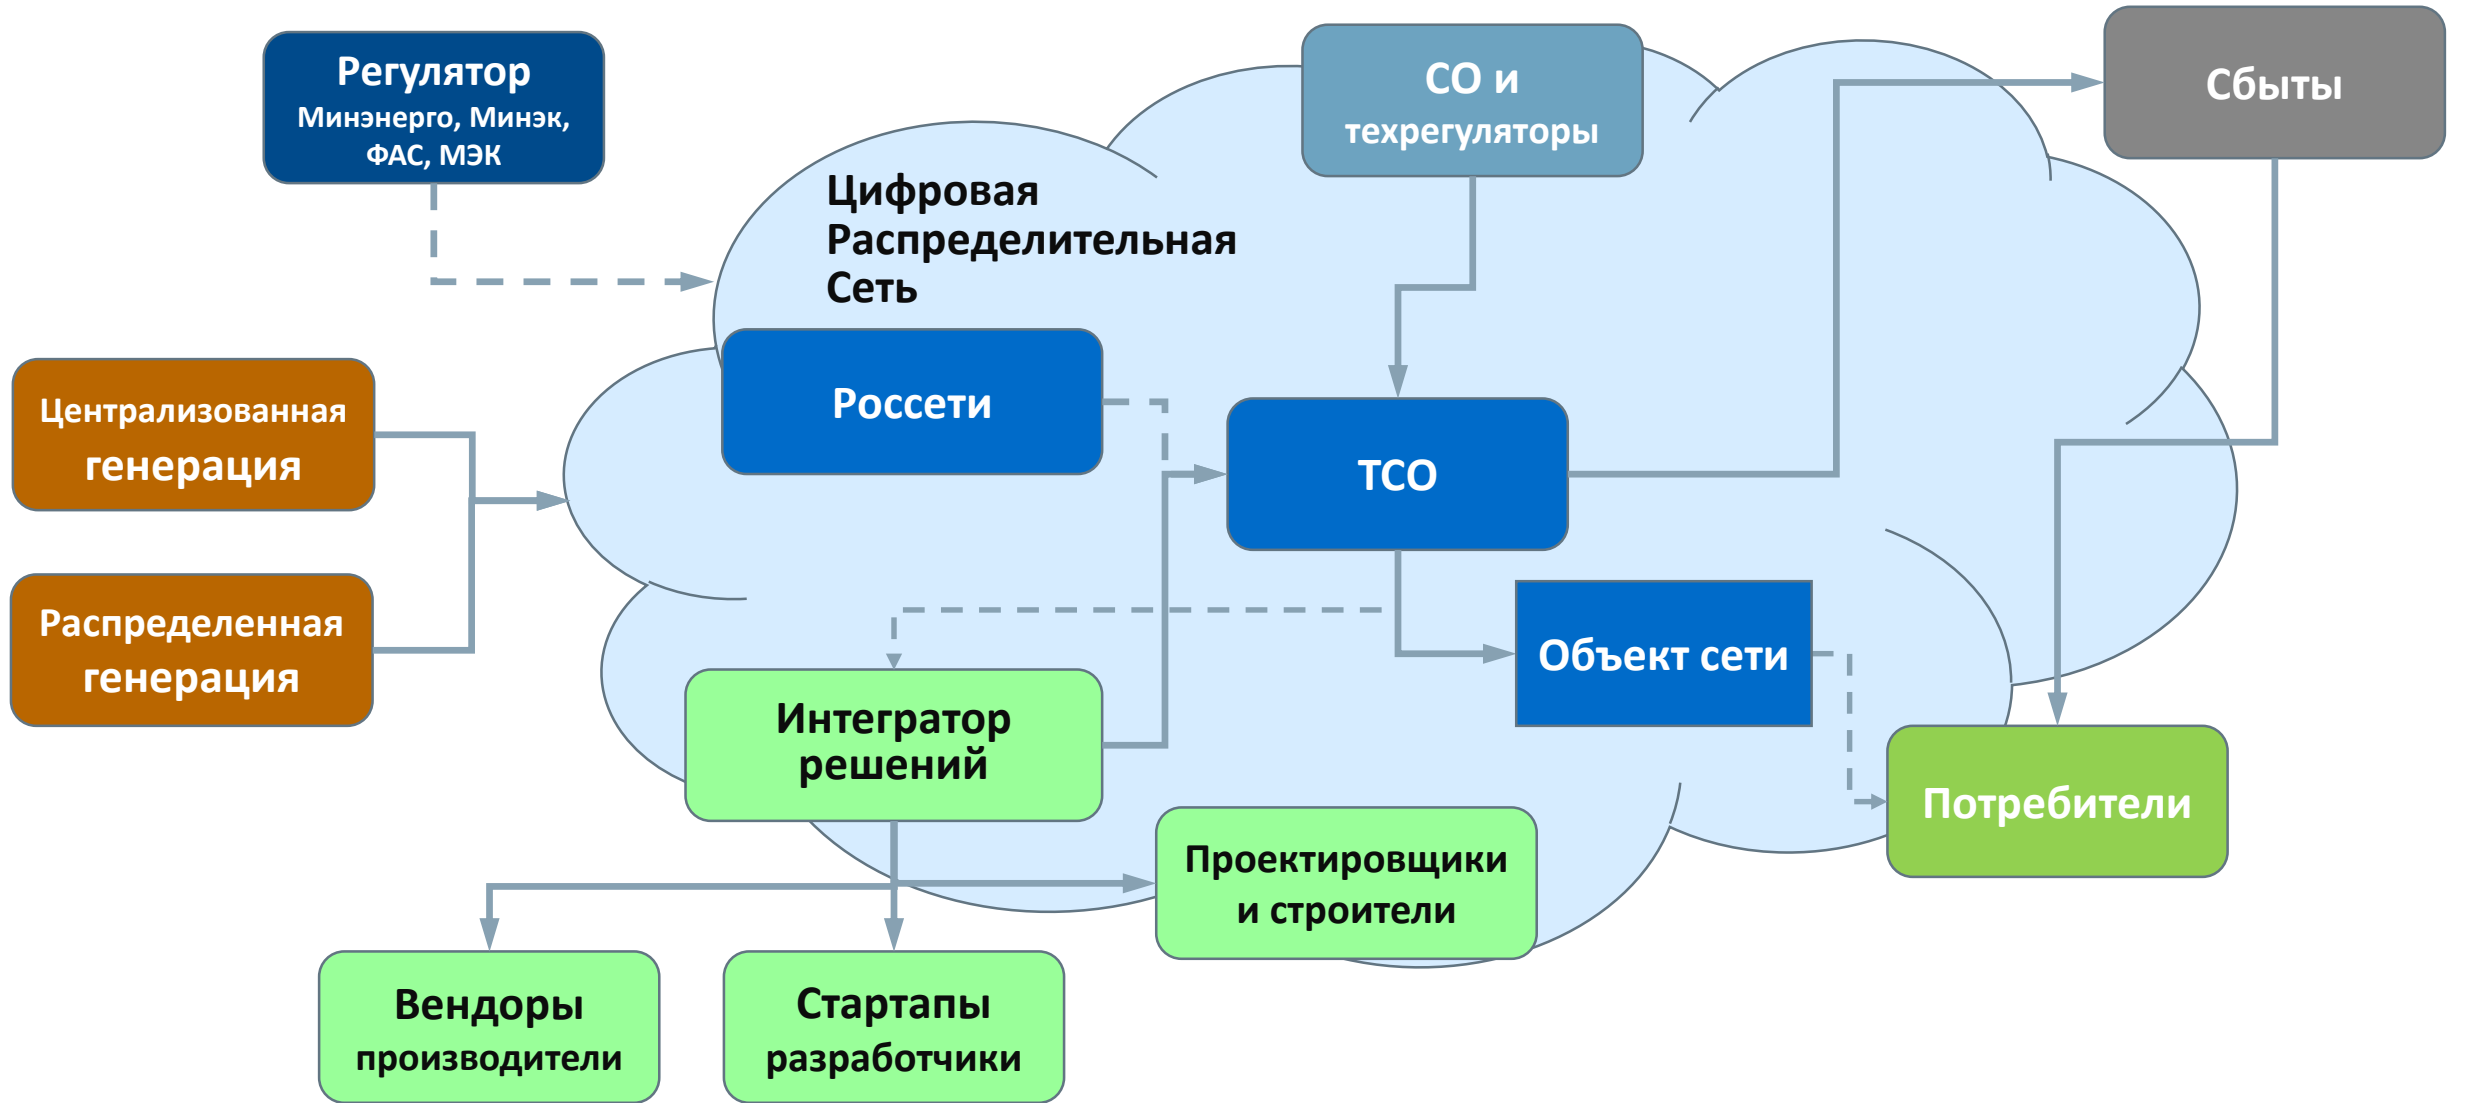 Регулятор
Минэнерго, Минэк,
ФАС, МЭК
СО и
техрегуляторы
Сбыты
Цифровая
Распределительная
Сеть
Россети
Централизованная
генерация
ТСО
Распределенная
генерация
Объект сети
Интегратор
решений
Потребители
Проектировщики
и строители
Вендоры
производители
Стартапы
разработчики